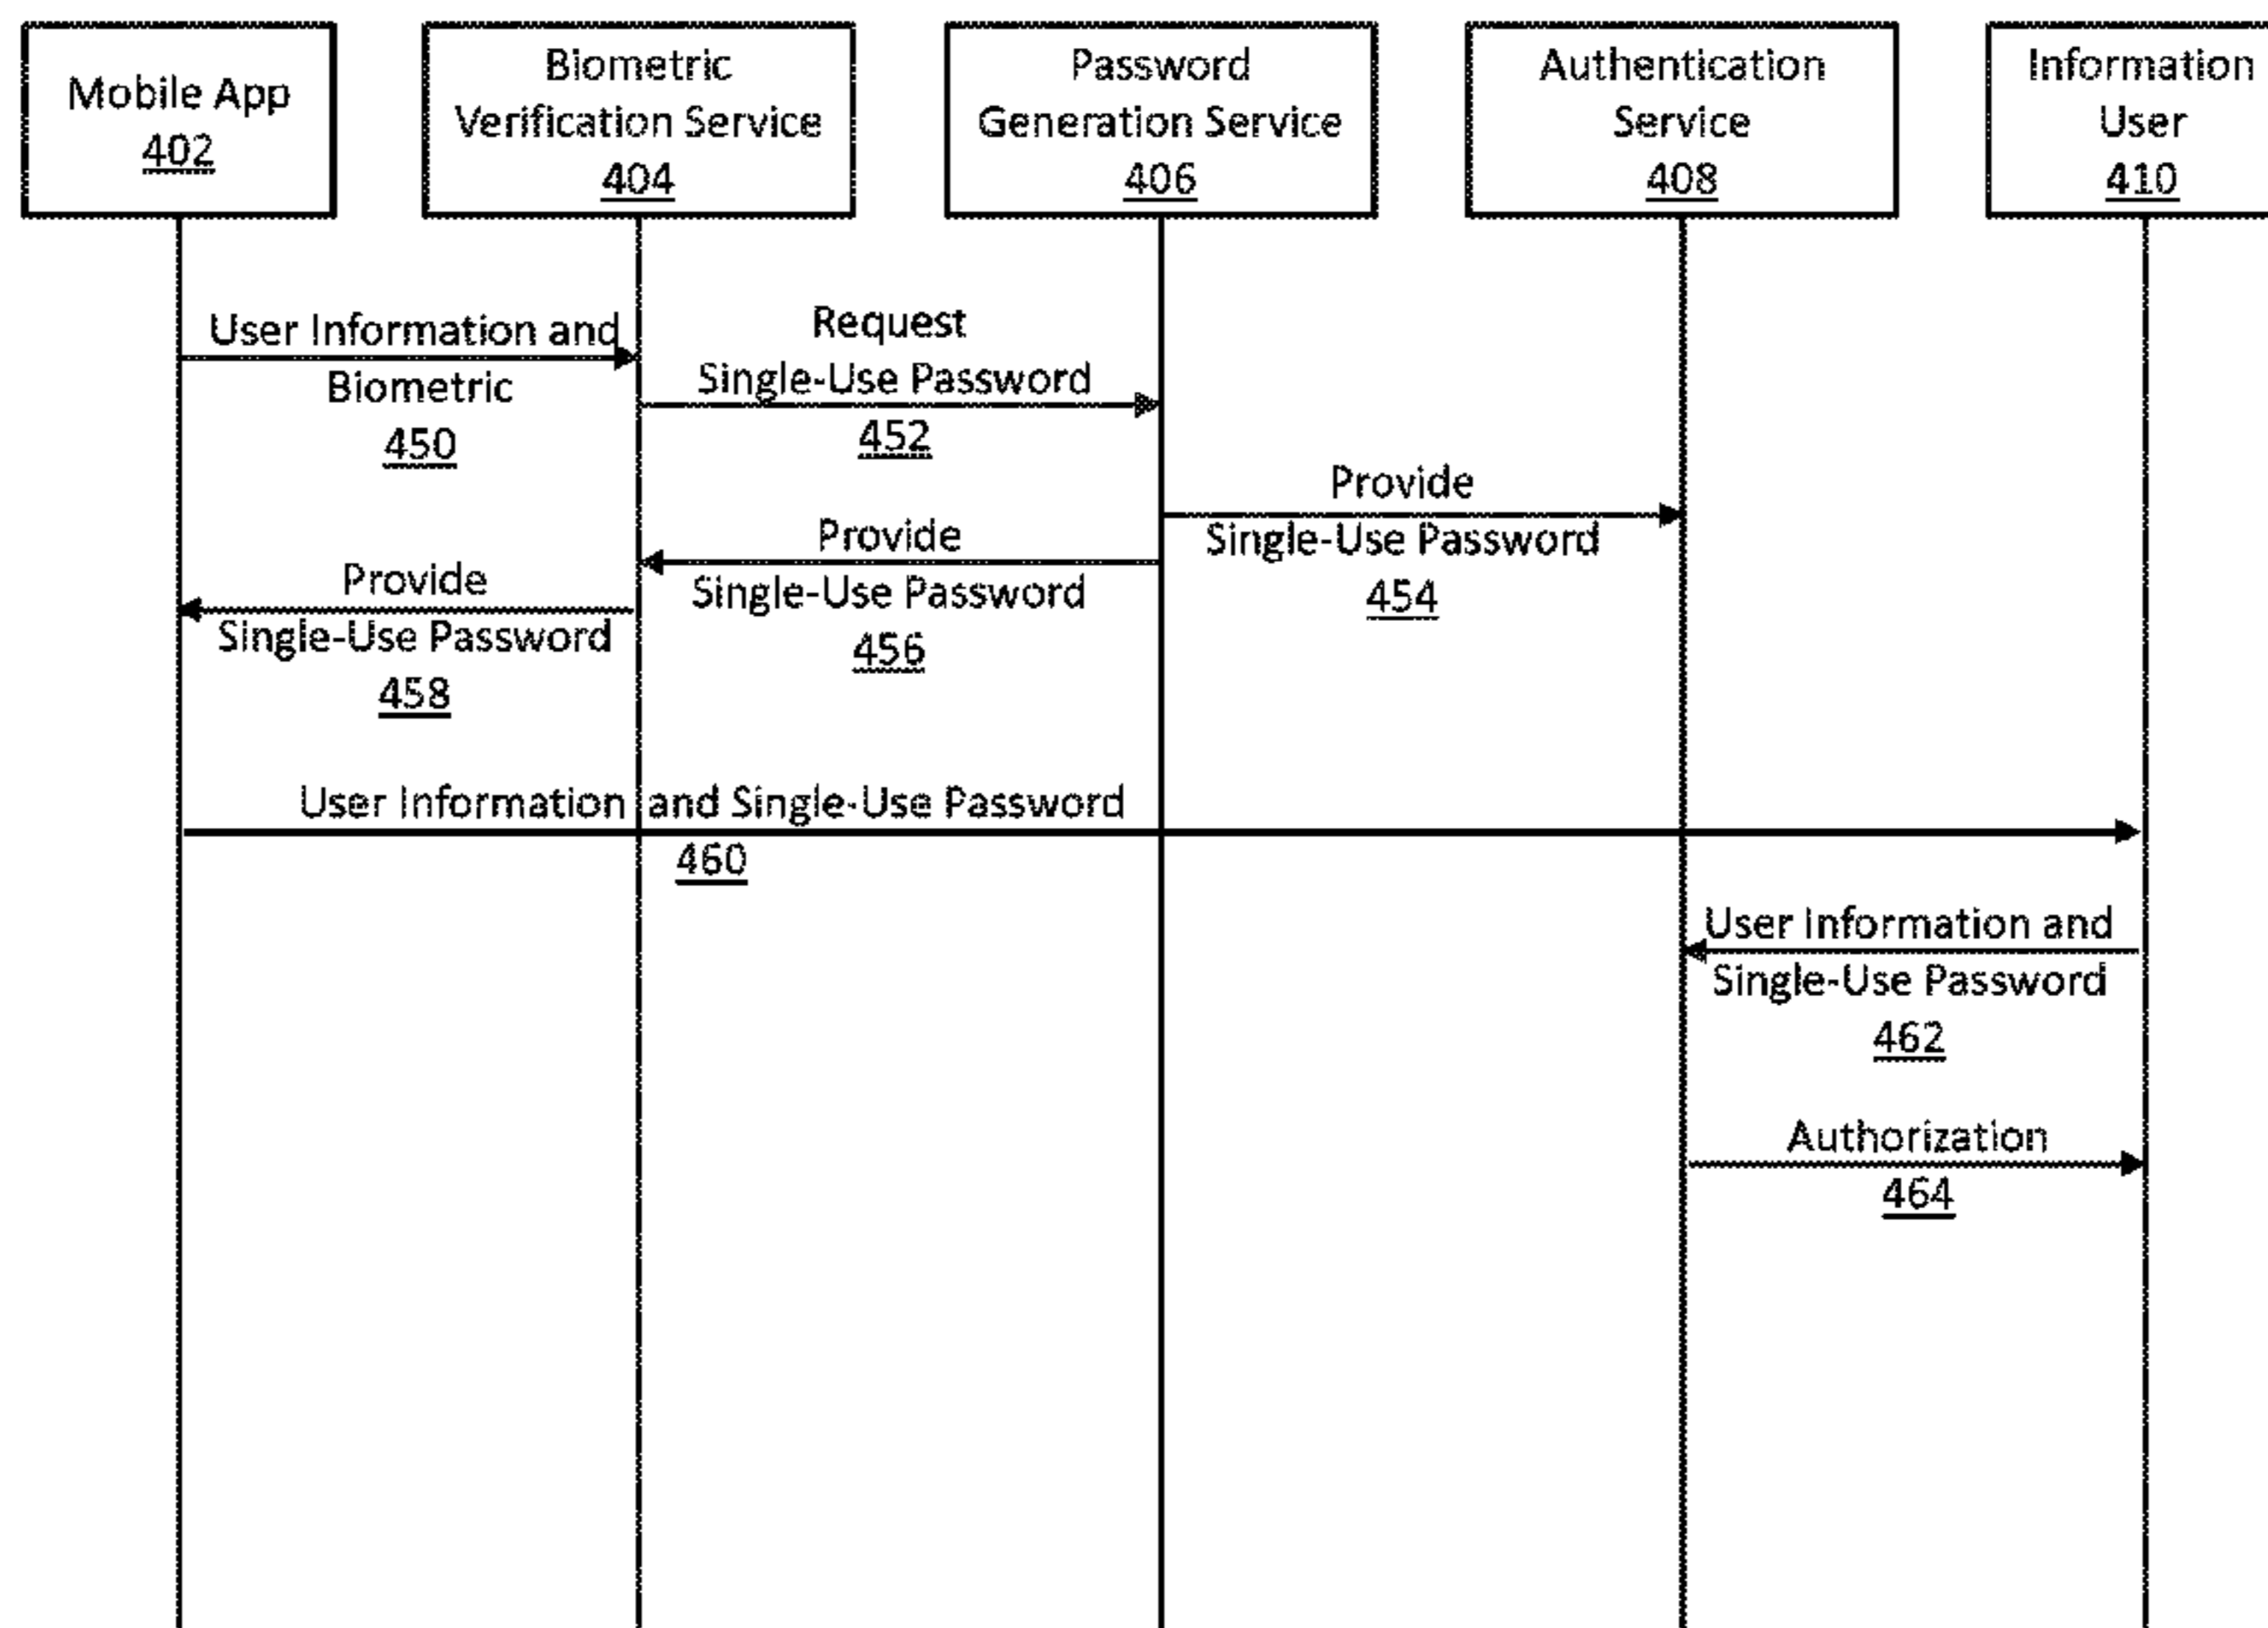 Mobile App
402
Biometric
Verification Service
404
Password
Generation Service
406
Authentication
Service
408
Information
User
410
User Information and
Biometric
450
Request
Single-Use Password
452
Provide
Single-Use Password
454
Provide
Single-Use Password
456
Provide
Single-Use Password
458
User Information and Single-Use Password
460
User Information and
Single-Use Password
462
Authorization
464